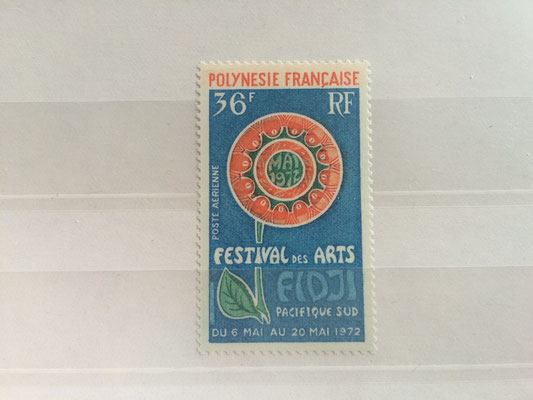 POLYNESIE FRANÇAISE
36F RF
MAI
1972
POSTE AERIENNE
FESTIVAL DES ARTS
FIDJI
PACIFIQUE SUD
DU 6 MAI AU 20 MAI 1972